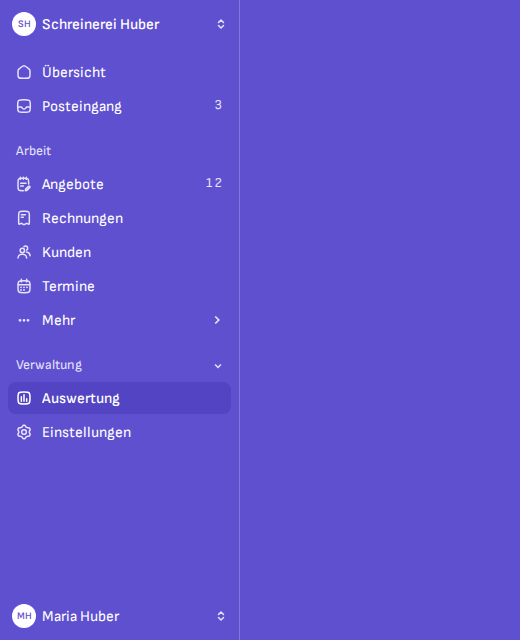 SH Schreinerei Huber
Übersicht
Posteingang 3
Arbeit
Angebote 12
Rechnungen
Kunden
Termine
Mehr
Verwaltung
Auswertung
Einstellungen
MH Maria Huber